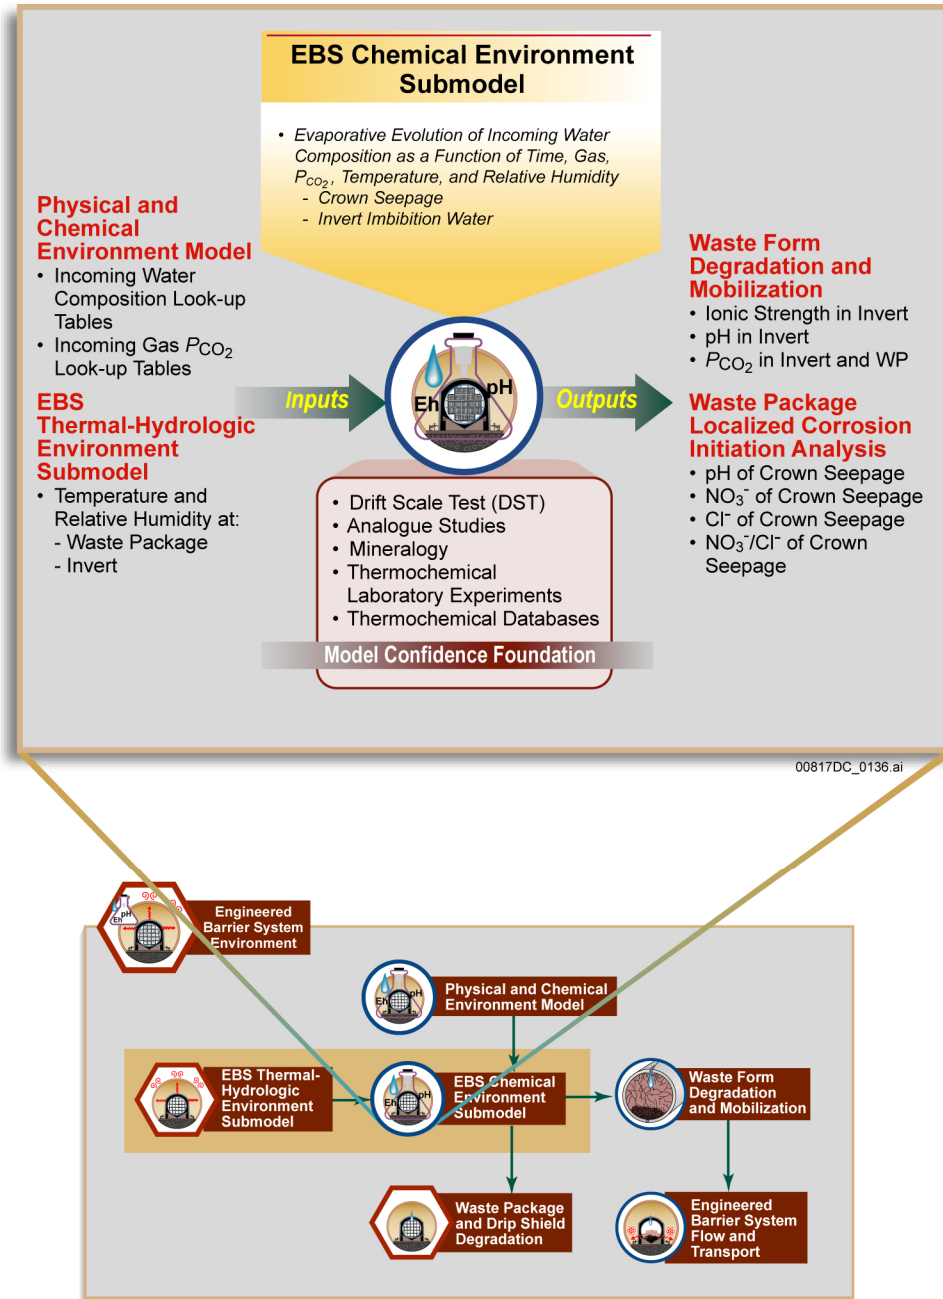 EBS Chemical Environment
Submodel
• Evaporative Evolution of Incoming Water
Composition as a Function of Time, Gas,
PCO2, Temperature, and Relative Humidity
- Crown Seepage
- Invert Imbibition Water
Physical and
Chemical
Environment Model
• Incoming Water
Composition Look-up
Tables
• Incoming Gas PCO2
Look-up Tables
EBS
Thermal-Hydrologic
Environment
Submodel
• Temperature and
Relative Humidity at:
- Waste Package
- Invert
Inputs
Eh
pH
Outputs
Waste Form
Degradation and
Mobilization
• Ionic Strength in Invert
• pH in Invert
• PCO2 in Invert and WP
Waste Package
Localized Corrosion
Initiation Analysis
• pH of Crown Seepage
• NO3⁻ of Crown Seepage
• Cl⁻ of Crown Seepage
• NO3⁻/Cl⁻ of Crown
Seepage
• Drift Scale Test (DST)
• Analogue Studies
• Mineralogy
• Thermochemical
Laboratory Experiments
• Thermochemical Databases
Model Confidence Foundation
00817DC_0136.ai
pH
Eh
Engineered
Barrier System
Environment
Eh
pH
Physical and Chemical
Environment Model
EBS Thermal-
Hydrologic
Environment
Submodel
Eh
pH
EBS Chemical
Environment
Submodel
Waste Form
Degradation
and Mobilization
Waste Package
and Drip Shield
Degradation
Engineered
Barrier System
Flow and
Transport